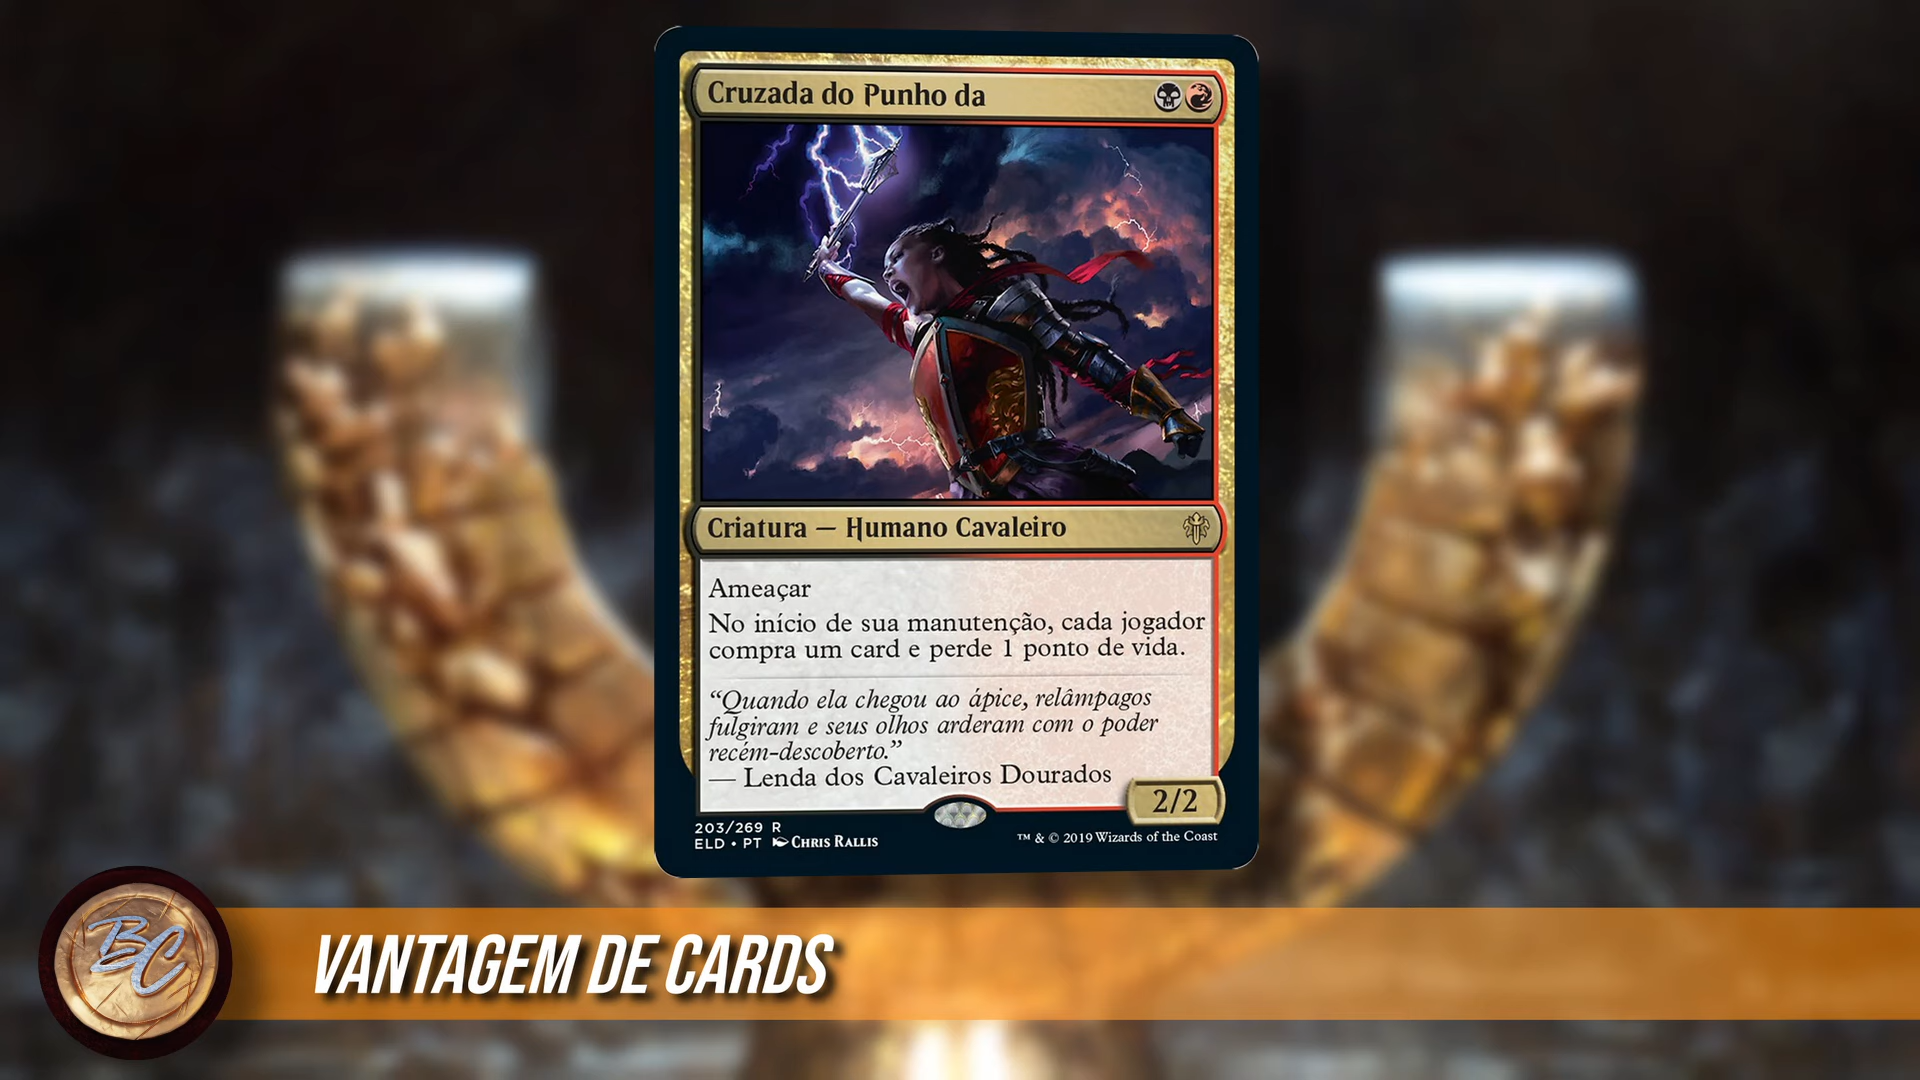 Cruzada do Punho da
Criatura — Humano Cavaleiro
Ameaçar
No início de sua manutenção, cada jogador
compra um card e perde 1 ponto de vida.
“Quando ela chegou ao ápice, relâmpagos
fulgiram e seus olhos arderam com o poder
recém-descoberto.”
— Lenda dos Cavaleiros Dourados
2/2
203/269 R
ELD • PT CHRIS RALLIS
™ & © 2019 Wizards of the Coast
BC
VANTAGEM DE CARDS